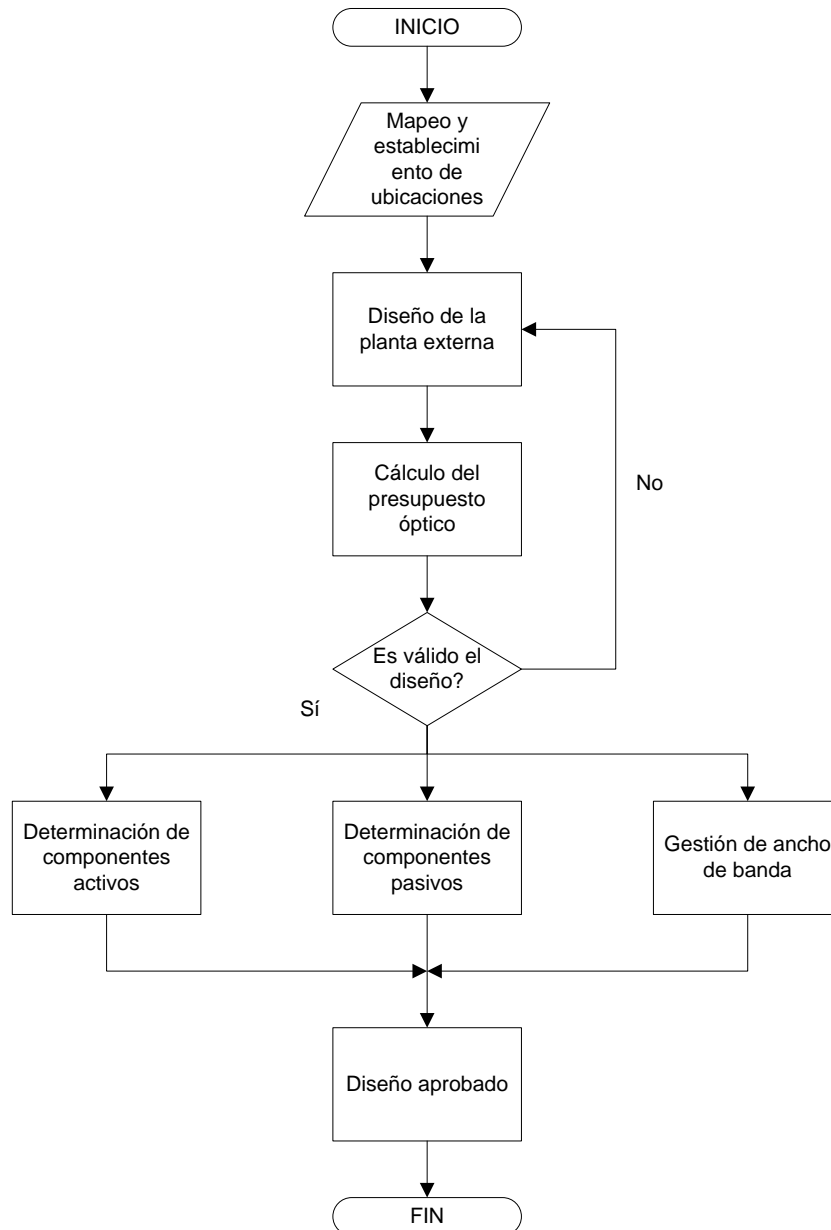 INICIO
Mapeo y
establecimi
ento de
ubicaciones
Diseño de la
planta externa
Cálculo del
presupuesto
óptico
No
Es válido el
diseño?
Sí
Determinación de
componentes
activos
Determinación de
componentes
pasivos
Gestión de ancho
de banda
Diseño aprobado
FIN